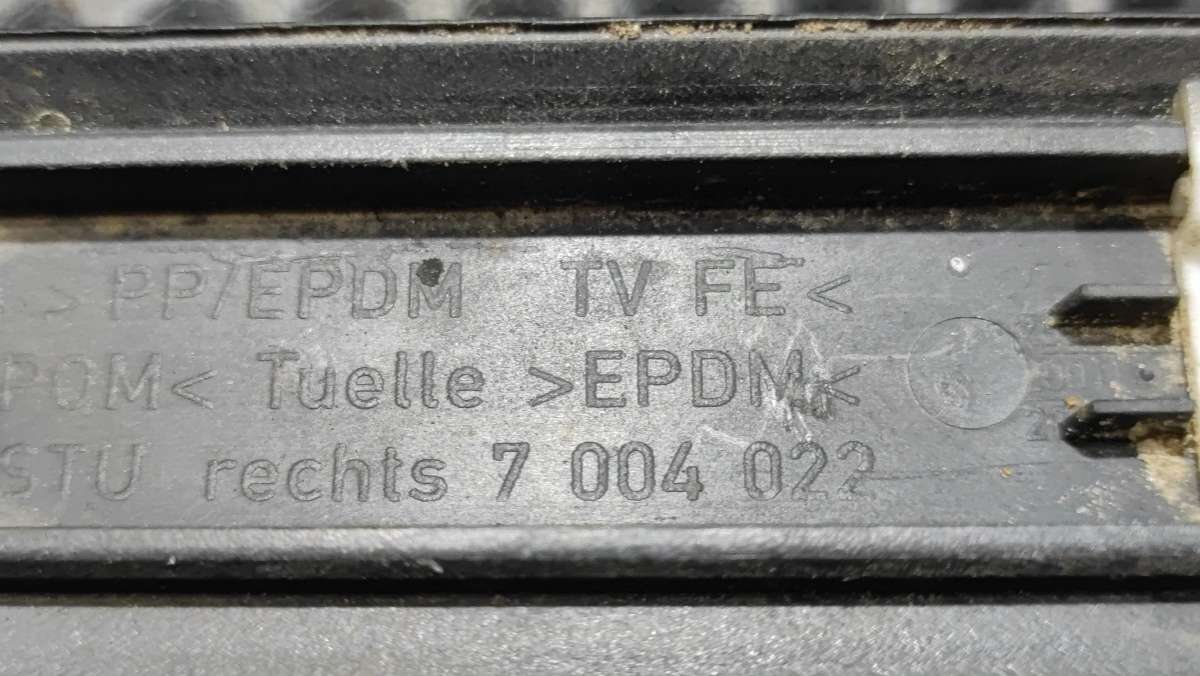 >PP/EPDM TV FE<
POM< Tuelle >EPDM<
STU rechts 7 004 022